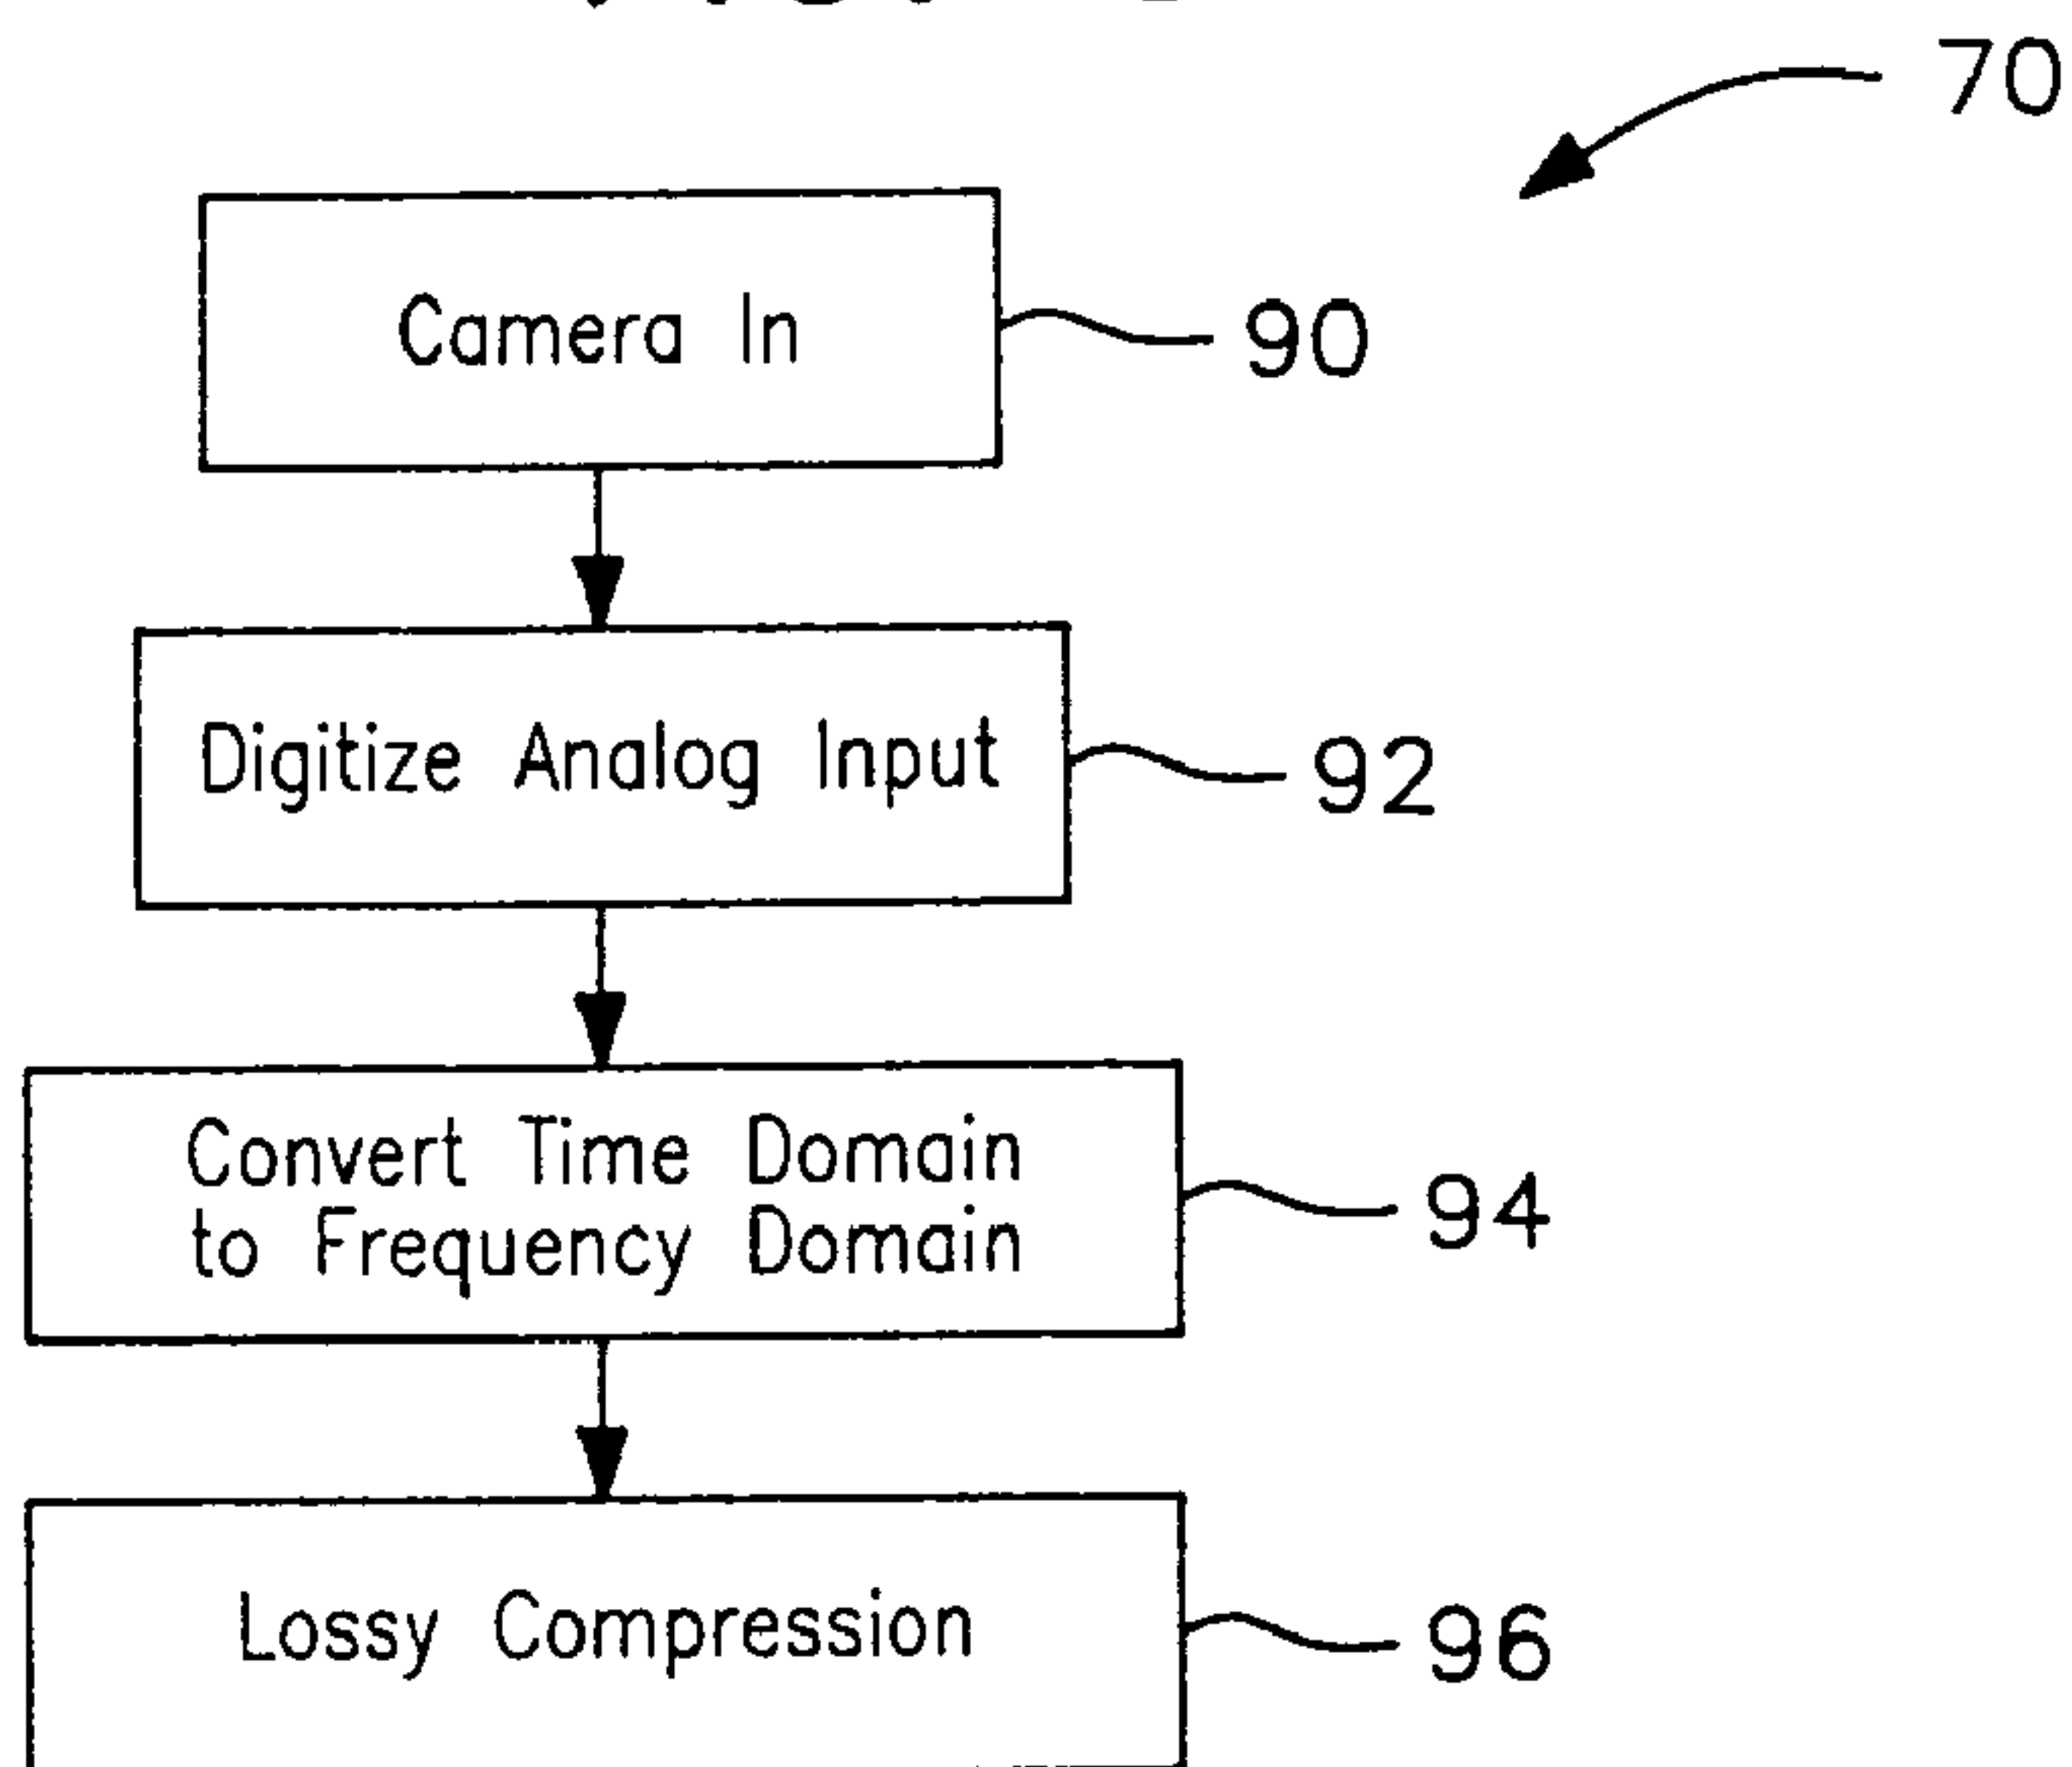 70
Camera In
90
Digitize Analog Input
92
Convert Time Domain
to Frequency Domain
94
Lossy Compression
96